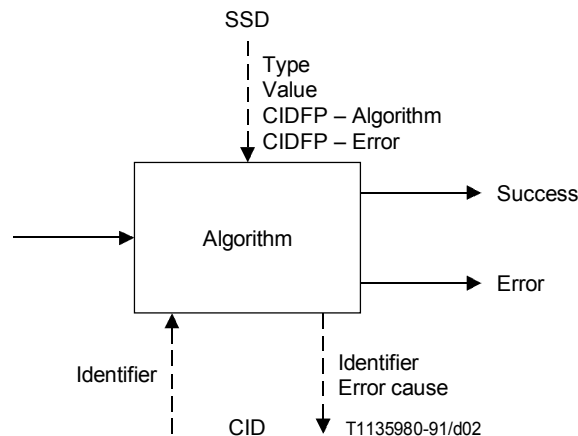 SSD
Type
Value
CIDFP – Algorithm
CIDFP – Error
Success
Algorithm
Error
Identifier
Identifier
Error cause
CID
T1135980-91/d02